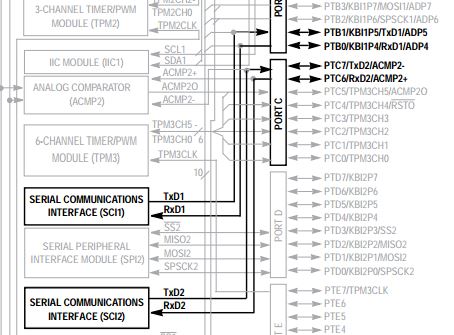 3-CHANNEL TIMER/PWM
MODULE (TPM2)
TPM2CH0
TPM2CLK
PTB3/KBI1P7/MOSI1/ADP7
PTB2/KBI1P6/SPSCK1/ADP6
PTB1/KBI1P5/TxD1/ADP5
PTB0/KBI1P4/RxD1/ADP4
IIC MODULE (IIC1)
SCL1
SDA1
ANALOG COMPARATOR
(ACMP2)
ACMP2+
ACMP2O
ACMP2-
PORT C
PTC7/TxD2/ACMP2-
PTC6/RxD2/ACMP2+
PTC5/TPM3CH5/ACMP2O
PTC4/TPM3CH4/RSTO
PTC3/TPM3CH3
PTC2/TPM3CH2
PTC1/TPM3CH1
PTC0/TPM3CH0
6-CHANNEL TIMER/PWM
MODULE (TPM3)
TPM3CH5 -
TPM3CH0
6
TPM3CLK
10
SERIAL COMMUNICATIONS
INTERFACE (SCI1)
TxD1
RxD1
SERIAL PERIPHERAL
INTERFACE MODULE (SPI2)
SS2
MISO2
MOSI2
SPSCK2
PORT D
PTD7/KBI2P7
PTD6/KBI2P6
PTD5/KBI2P5
PTD4/KBI2P4
PTD3/KBI2P3/SS2
PTD2/KBI2P2/MISO2
PTD1/KBI2P1/MOSI2
PTD0/KBI2P0/SPSCK2
SERIAL COMMUNICATIONS
INTERFACE (SCI2)
TxD2
RxD2
PTE7/TPM3CLK
PTE6
PTE5
PTE4